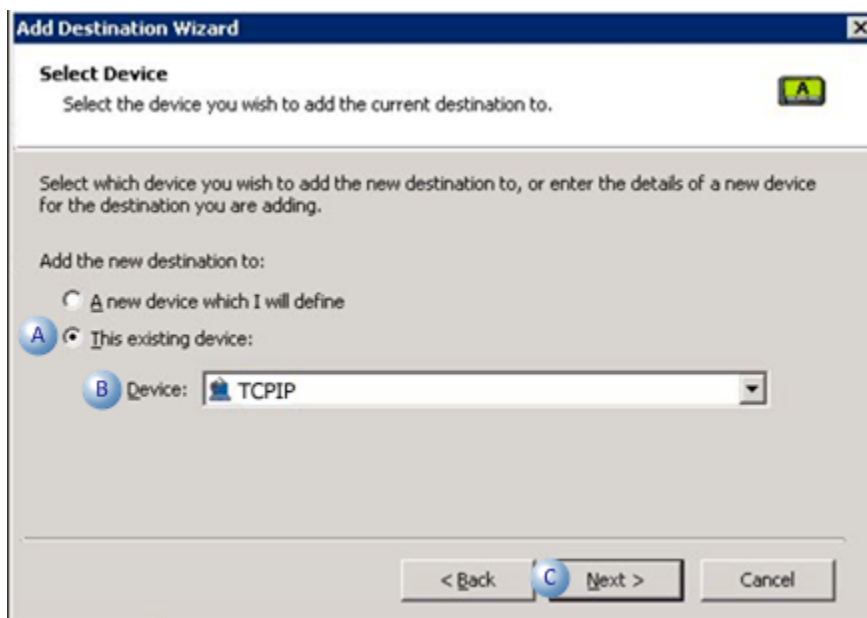 Add Destination Wizard
Select Device
Select the device you wish to add the current destination to.
A
Select which device you wish to add the new destination to, or enter the details of a new device
for the destination you are adding.
Add the new destination to:
A new device which I will define
A This existing device:
B Device: TCPIP
< Back C Next > Cancel